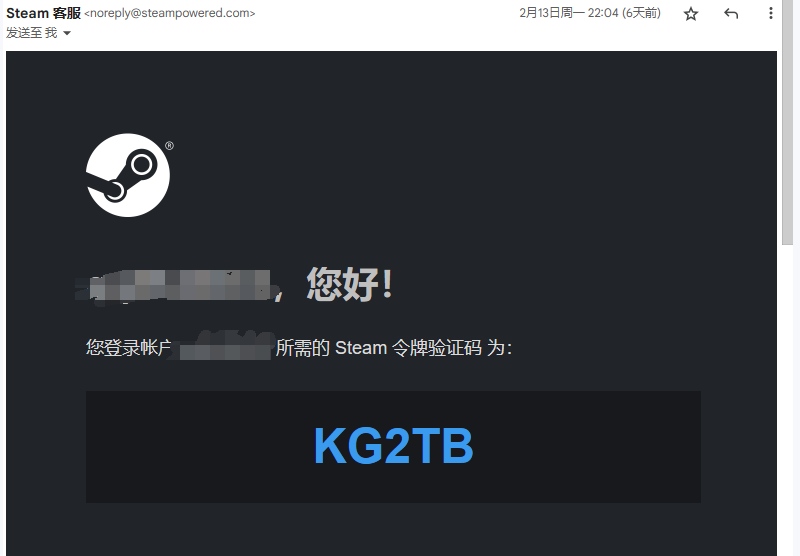 Steam 客服 <noreply@steampowered.com> 2月13日周一 22:04 (6天前)
发送至 我
®
，您好！
您登录帐户 所需的 Steam 令牌验证码 为：
KG2TB